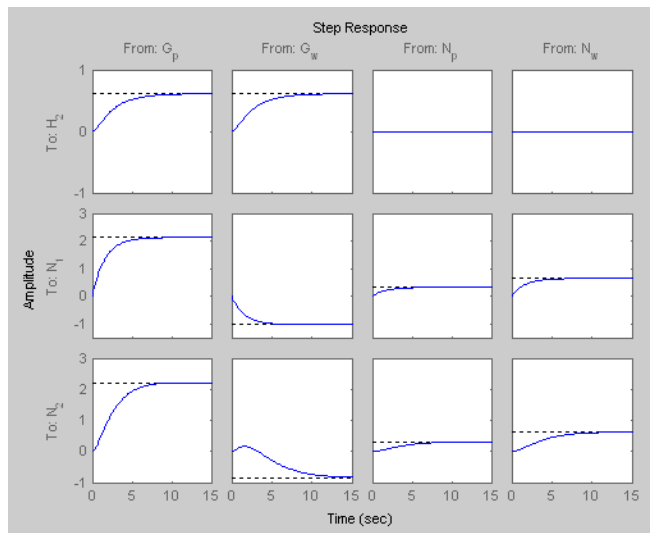 Step Response
From: G_p From: G_w From: N_p From: N_w
To: H_2
1
0
-1
To: N_1
3
2
1
0
-1
To: N_2
3
2
1
0
-1
0 5 10 15 0 5 10 15 0 5 10 15 0 5 10 15
Amplitude
Time (sec)